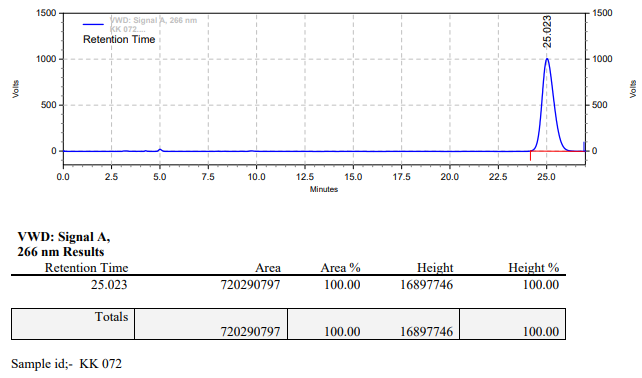 VWD: Signal A, 266 nm
KK 072,...
Retention Time
25.023
1500 1500
1000 1000
500 500
0 0
Volts Volts
0.0 2.5 5.0 7.5 10.0 12.5 15.0 17.5 20.0 22.5 25.0
Minutes
VWD: Signal A,
266 nm Results
Retention Time Area Area % Height Height %
25.023 720290797 100.00 16897746 100.00
Totals
720290797 100.00 16897746 100.00
Sample id;- KK 072